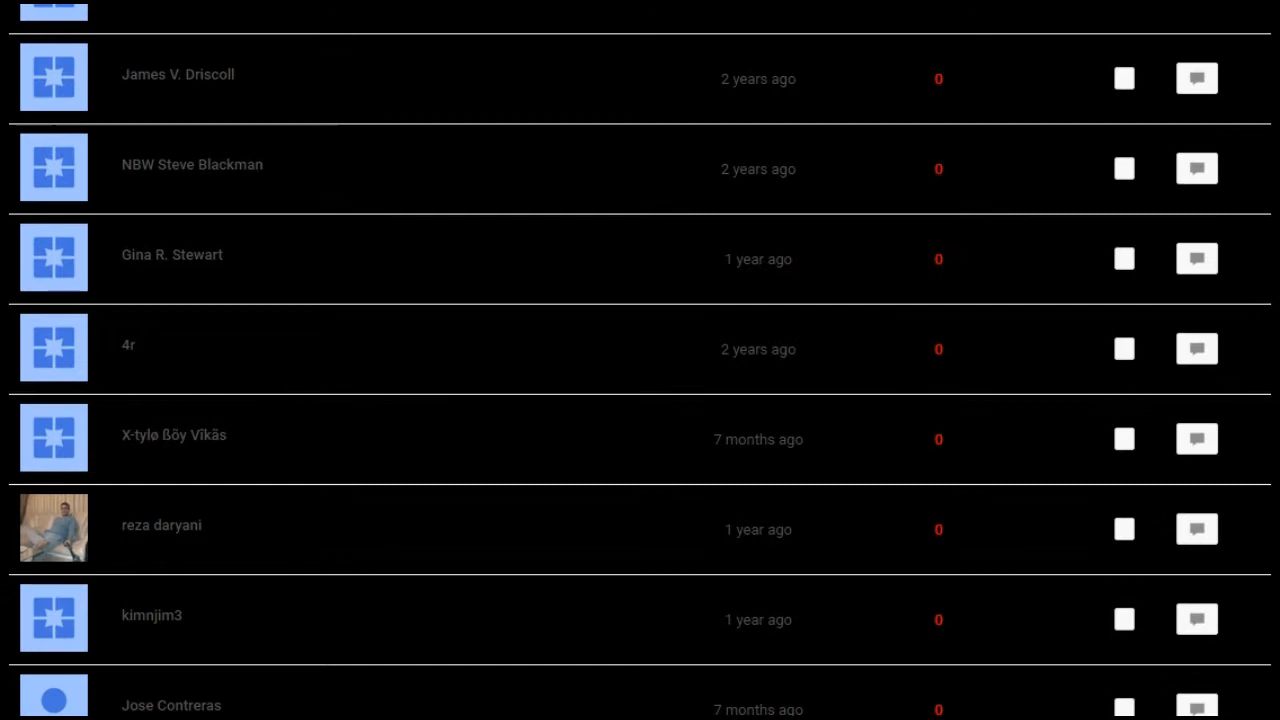 James V. Driscoll 2 years ago 0
NBW Steve Blackman 2 years ago 0
Gina R. Stewart 1 year ago 0
4r 2 years ago 0
X-tylø ßöy Vîkãs 7 months ago 0
reza daryani 1 year ago 0
kimnjim3 1 year ago 0
Jose Contreras 7 months ago 0